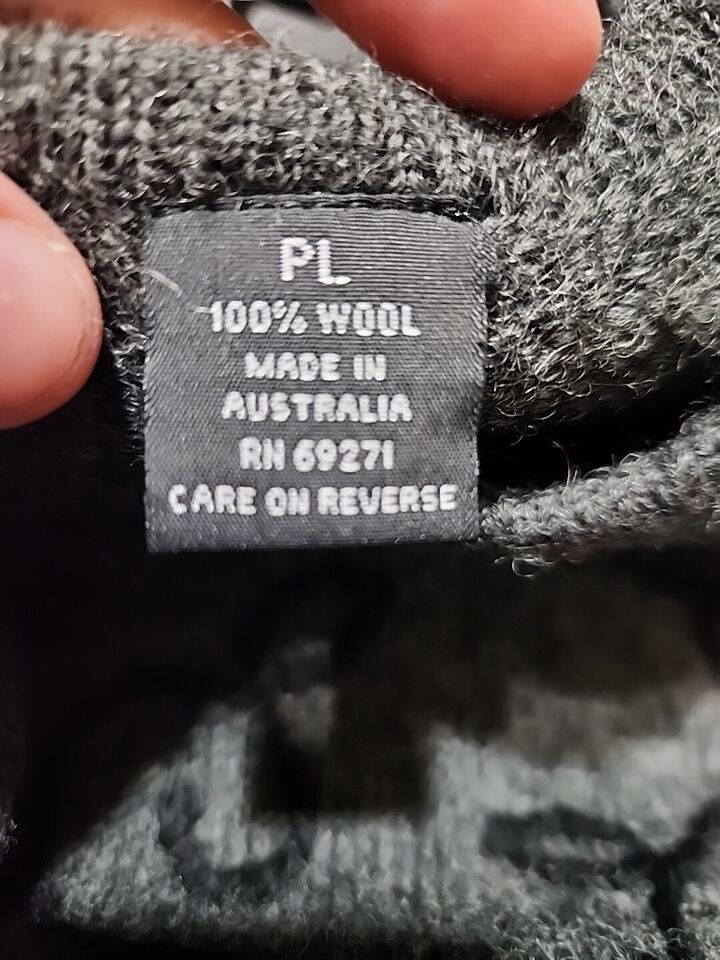 PL
100% WOOL
MADE IN
AUSTRALIA
RN 69271
CARE ON REVERSE